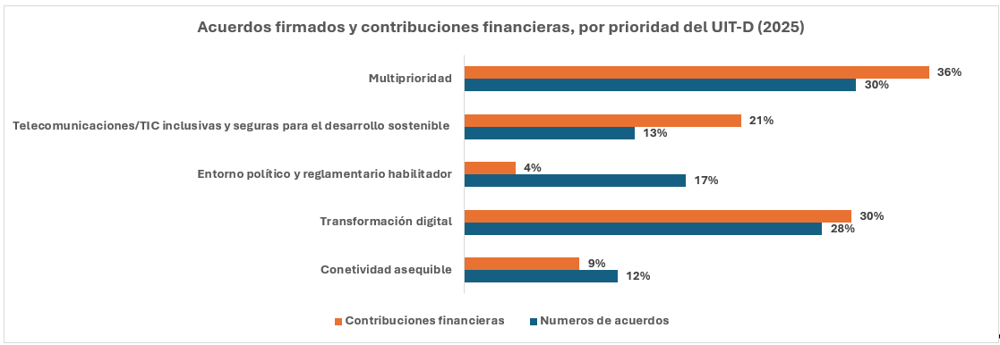 Acuerdos firmados y contribuciones financieras, por prioridad del UIT-D (2025)
Multiprioridad
36%
30%
Telecomunicaciones/TIC inclusivas y seguras para el desarrollo sostenible
21%
13%
Entorno político y reglamentario habilitador
4%
17%
Transformación digital
30%
28%
Conetividad asequible
9%
12%
Contribuciones financieras
Numeros de acuerdos